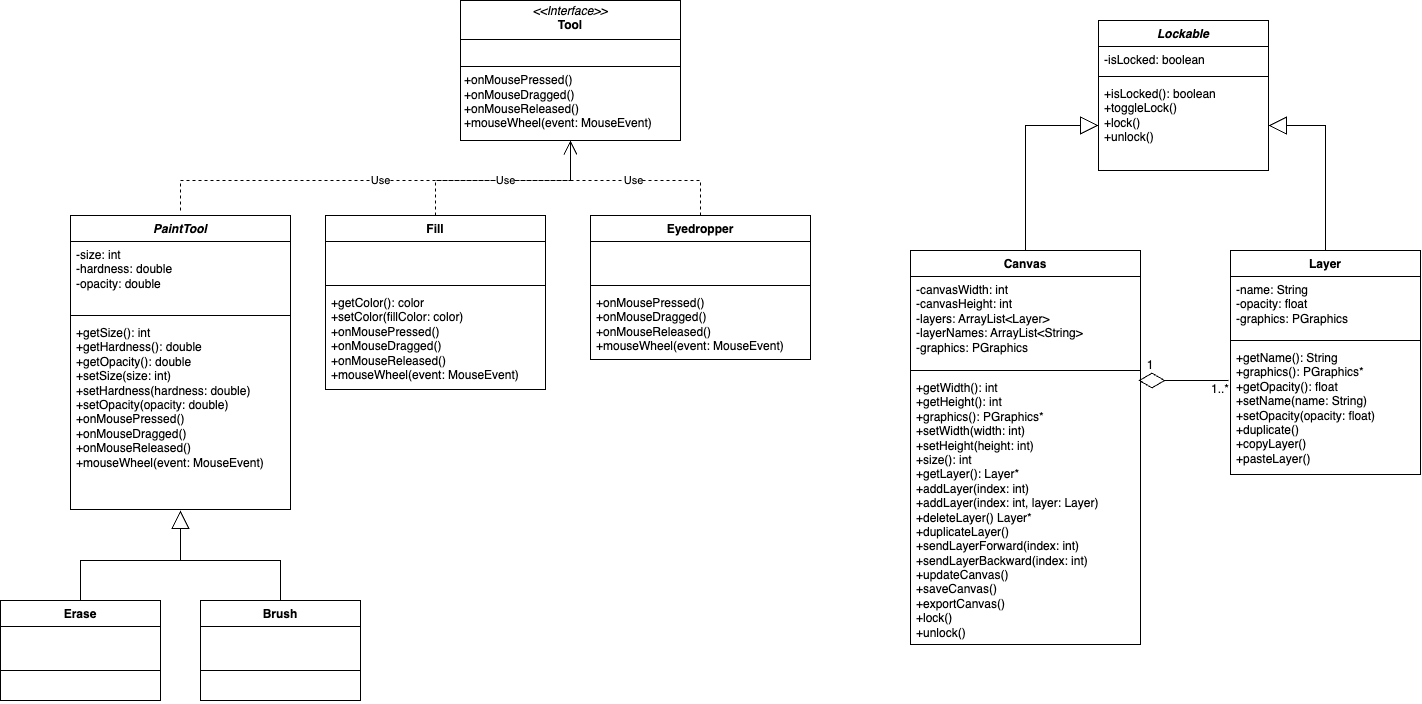 <<Interface>>
Tool
+onMousePressed()
+onMouseDragged()
+onMouseReleased()
+mouseWheel(event: MouseEvent)
Use
Use
Use
PaintTool
-size: int
-hardness: double
-opacity: double
+getSize(): int
+getHardness(): double
+getOpacity(): double
+setSize(size: int)
+setHardness(hardness: double)
+setOpacity(opacity: double)
+onMousePressed()
+onMouseDragged()
+onMouseReleased()
+mouseWheel(event: MouseEvent)
Fill
+getColor(): color
+setColor(fillColor: color)
+onMousePressed()
+onMouseDragged()
+onMouseReleased()
+mouseWheel(event: MouseEvent)
Eyedropper
+onMousePressed()
+onMouseDragged()
+onMouseReleased()
+mouseWheel(event: MouseEvent)
Erase
Brush
Lockable
-isLocked: boolean
+isLocked(): boolean
+toggleLock()
+lock()
+unlock()
Canvas
-canvasWidth: int
-canvasHeight: int
-layers: ArrayList<Layer>
-layerNames: ArrayList<String>
-graphics: PGraphics
+getWidth(): int
+getHeight(): int
+graphics(): PGraphics*
+setWidth(width: int)
+setHeight(height: int)
+size(): int
+getLayer(): Layer*
+addLayer(index: int)
+addLayer(index: int, layer: Layer)
+deleteLayer() Layer*
+duplicateLayer()
+sendLayerForward(index: int)
+sendLayerBackward(index: int)
+updateCanvas()
+saveCanvas()
+exportCanvas()
+lock()
+unlock()
1
1..*
Layer
-name: String
-opacity: float
-graphics: PGraphics
+getName(): String
+graphics(): PGraphics*
+getOpacity(): float
+setName(name: String)
+setOpacity(opacity: float)
+duplicate()
+copyLayer()
+pasteLayer()